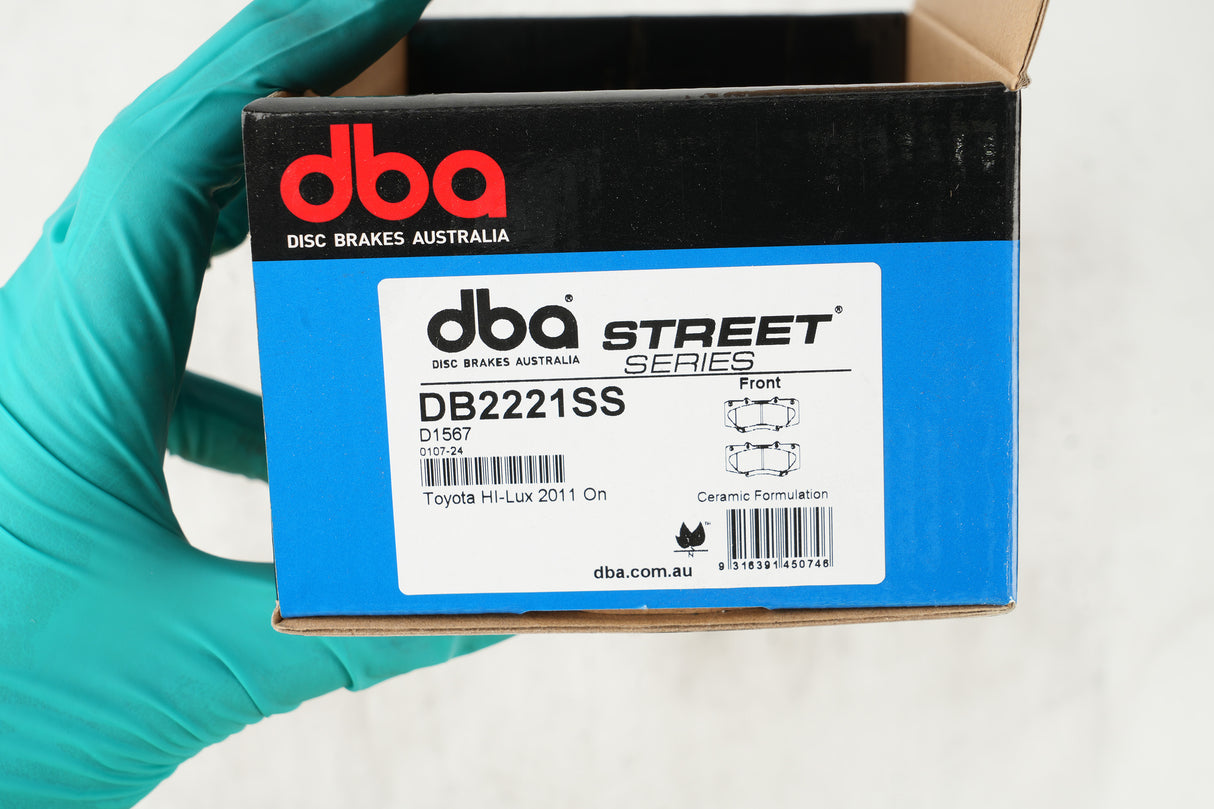 dba
DISC BRAKES AUSTRALIA
dba®
DISC BRAKES AUSTRALIA
STREET®
SERIES
DB2221SS
Front
D1567
0107-24
Toyota HI-Lux 2011 On
Ceramic Formulation
TM
N
9 316391 450746
dba.com.au